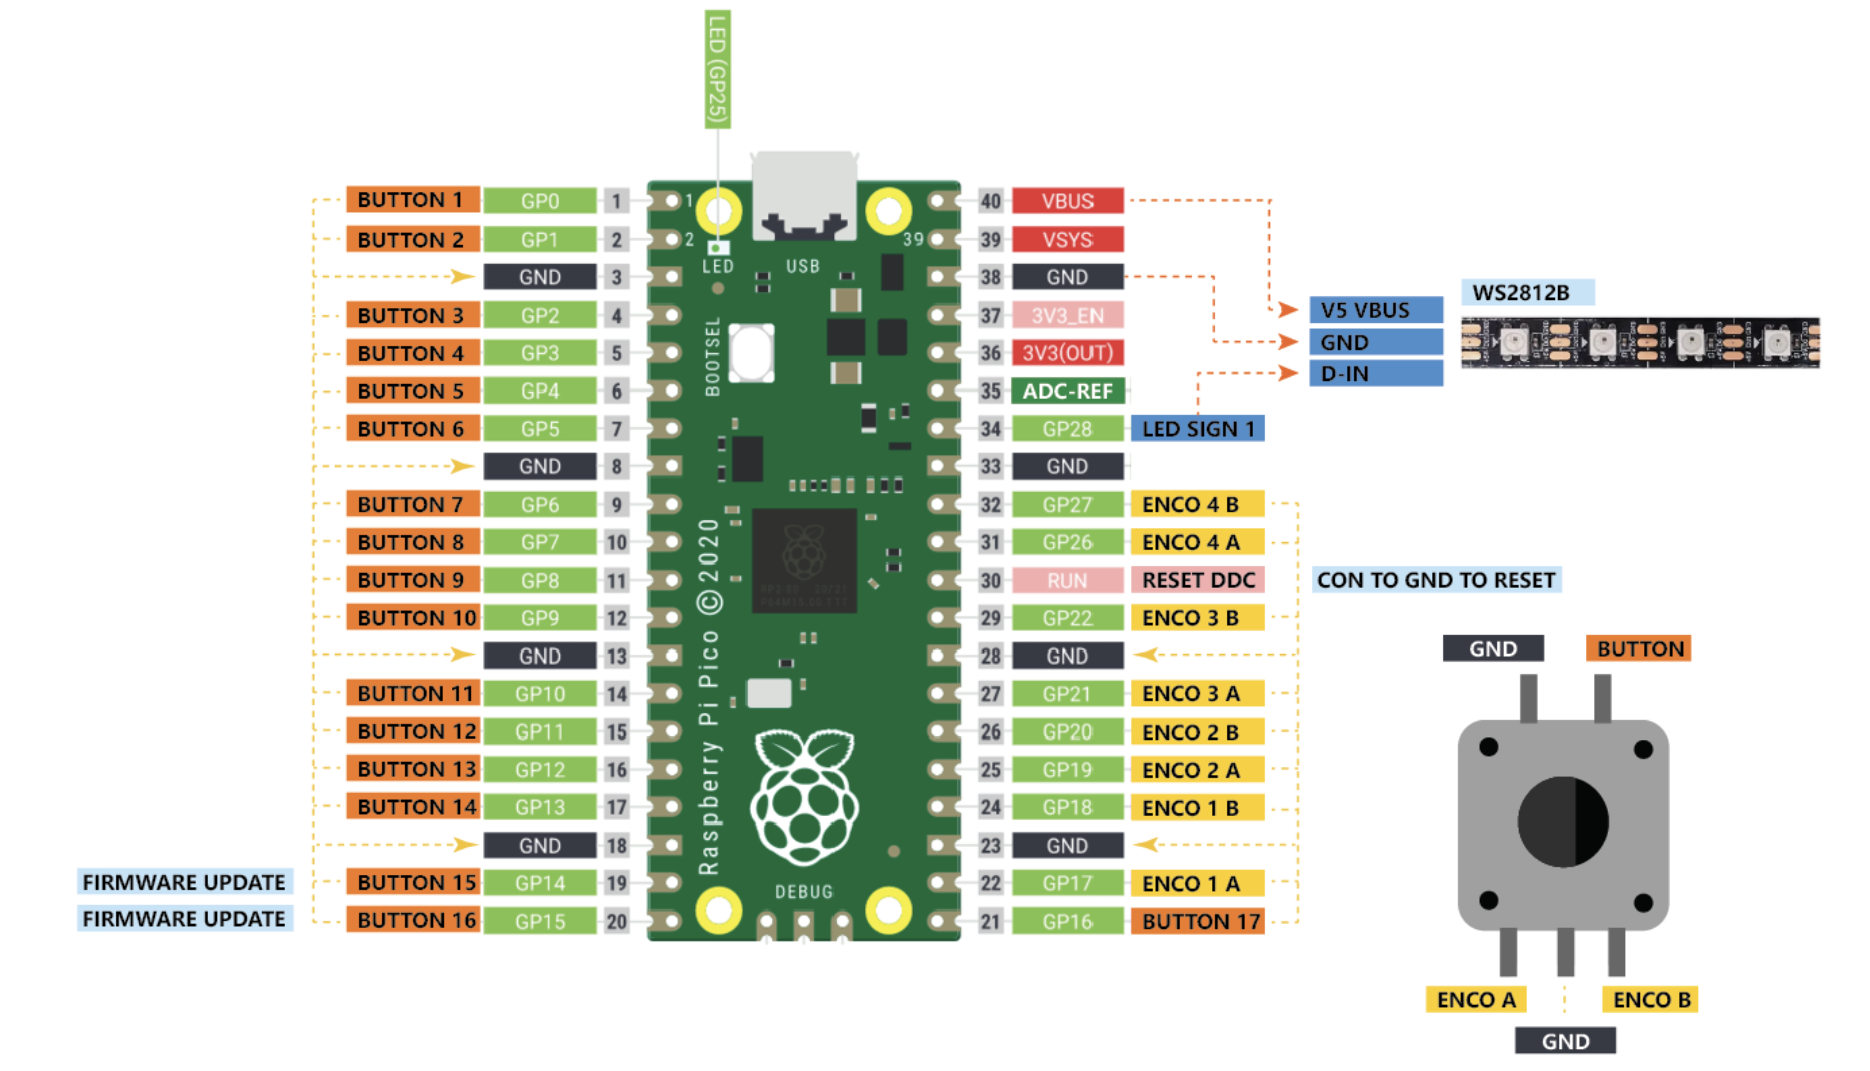 LED (GP25)
BUTTON 1 GP0 1 1 40 VBUS
BUTTON 2 GP1 2 2 39 39 VSYS
LED USB
GND 3 38 GND
WS2812B
V5 VBUS
BUTTON 3 GP2 4 37 3V3_EN
GND
BUTTON 4 GP3 5 BOOTSEL 36 3V3(OUT)
D-IN
BUTTON 5 GP4 6 35 ADC-REF
BUTTON 6 GP5 7 34 GP28 LED SIGN 1
GND 8 33 GND
BUTTON 7 GP6 9 32 GP27 ENCO 4 B
BUTTON 8 GP7 10 31 GP26 ENCO 4 A
BUTTON 9 GP8 11 30 RUN RESET DDC CON TO GND TO RESET
BUTTON 10 GP9 12 29 GP22 ENCO 3 B
GND 13 28 GND
GND BUTTON
BUTTON 11 GP10 14 27 GP21 ENCO 3 A
Raspberry Pi Pico ©2020
BUTTON 12 GP11 15 26 GP20 ENCO 2 B
BUTTON 13 GP12 16 25 GP19 ENCO 2 A
BUTTON 14 GP13 17 24 GP18 ENCO 1 B
GND 18 23 GND
FIRMWARE UPDATE BUTTON 15 GP14 19 22 GP17 ENCO 1 A
DEBUG
FIRMWARE UPDATE BUTTON 16 GP15 20 21 GP16 BUTTON 17
ENCO A ENCO B
GND